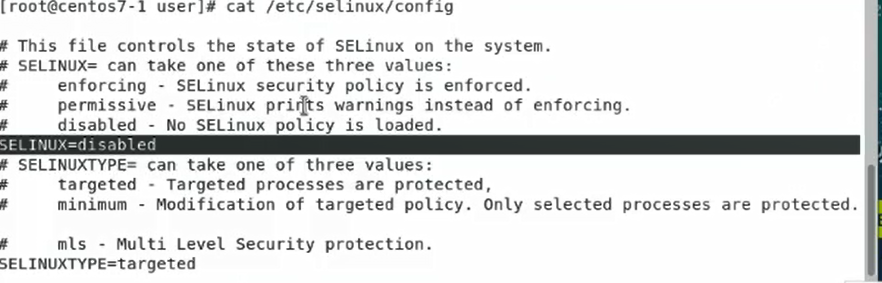 [root@centos7-1 user]# cat /etc/selinux/config
# This file controls the state of SELinux on the system.
# SELINUX= can take one of these three values:
#     enforcing - SELinux security policy is enforced.
#     permissive - SELinux prints warnings instead of enforcing.
#     disabled - No SELinux policy is loaded.
SELINUX=disabled
# SELINUXTYPE= can take one of three values:
#     targeted - Targeted processes are protected,
#     minimum - Modification of targeted policy. Only selected processes are protected.
#     mls - Multi Level Security protection.
SELINUXTYPE=targeted